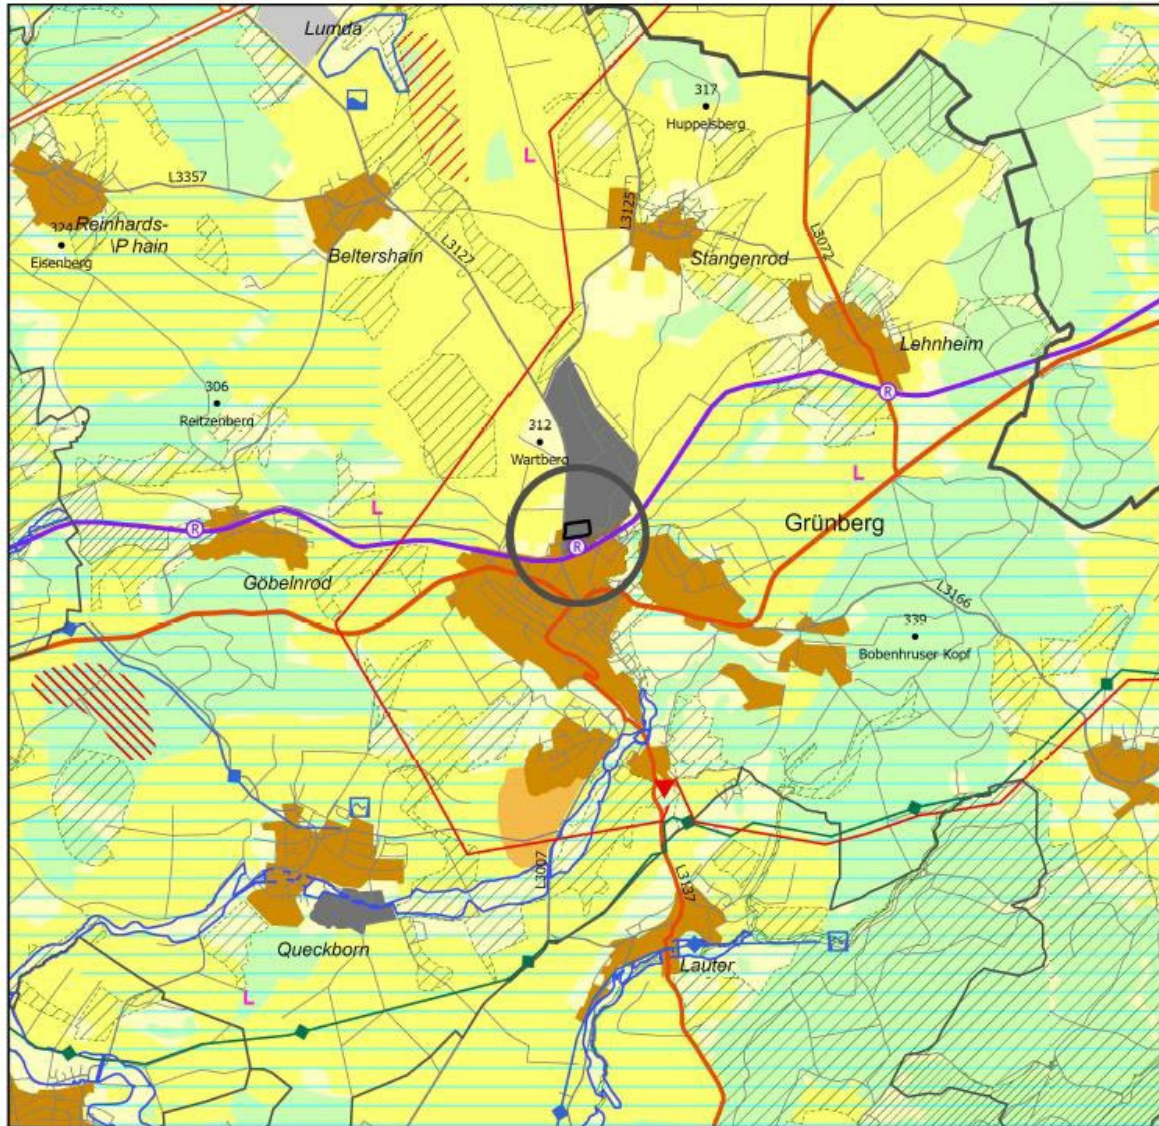 Lumda
317
Huppelsberg
L
L3357
L3125
324
Reinhards-
\P hain
Eisenberg
Beltershain
L3127
Stangenrod
L3072
Lehnheim
306
Reitzenberg
312
Wartberg
R
L
L
R
R
Grünberg
Göbelnrod
L3166
339
Bobenhruser Kopf
L3007
L3137
Queckborn
Lauter
L